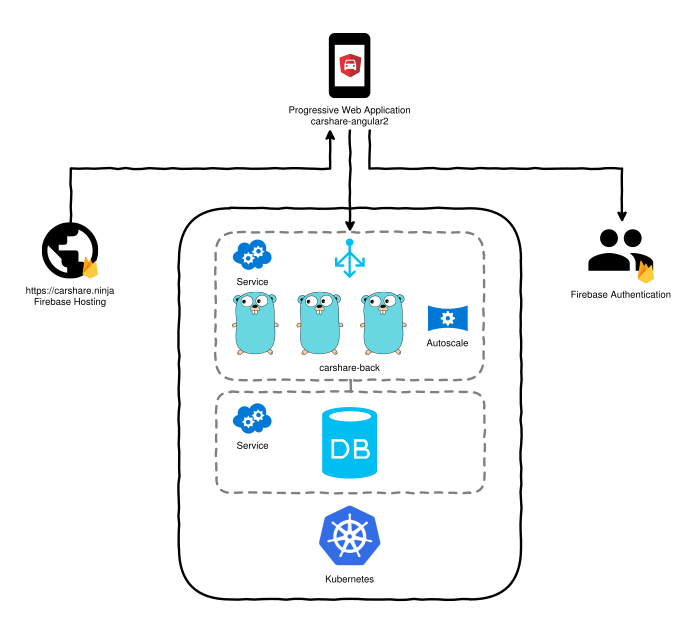 Progressive Web Application
carshare-angular2
https://carshare.ninja
Firebase Hosting
Firebase Authentication
Service
Autoscale
carshare-back
Service
DB
Kubernetes